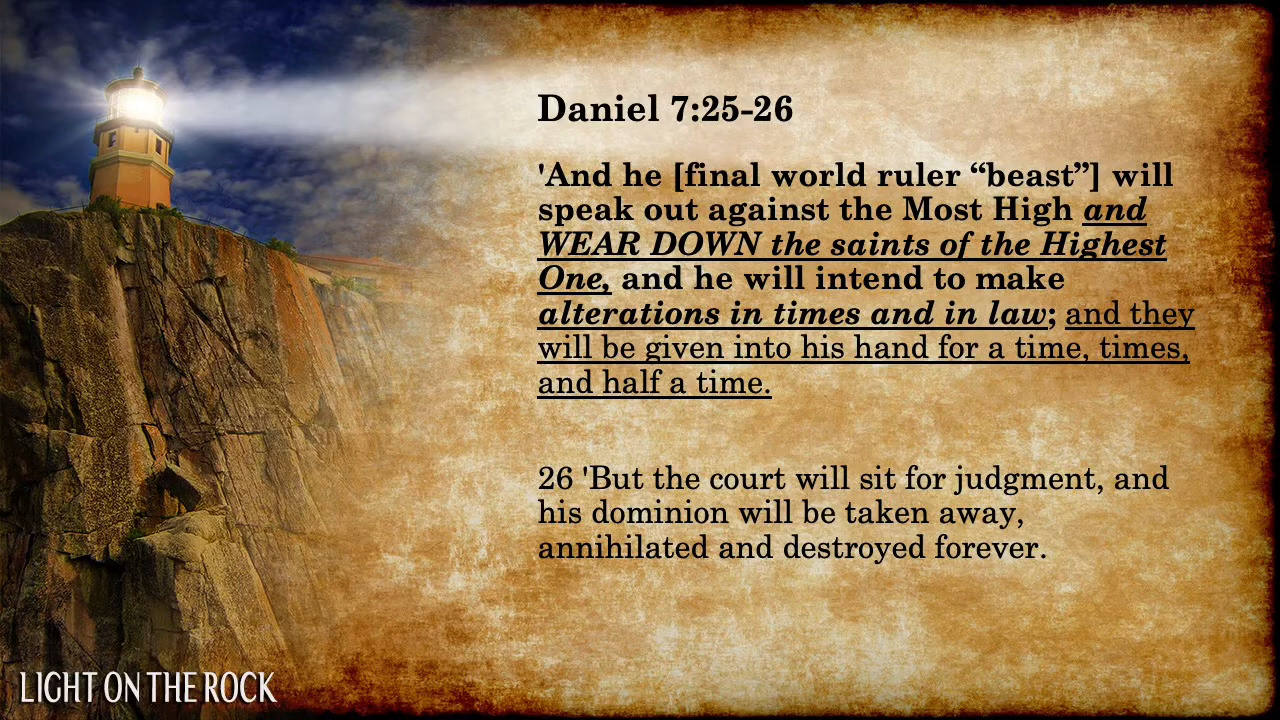 Daniel 7:25-26
'And he [final world ruler “beast”] will
speak out against the Most High and
WEAR DOWN the saints of the Highest
One, and he will intend to make
alterations in times and in law; and they
will be given into his hand for a time, times,
and half a time.
26 'But the court will sit for judgment, and
his dominion will be taken away,
annihilated and destroyed forever.
LIGHT ON THE ROCK